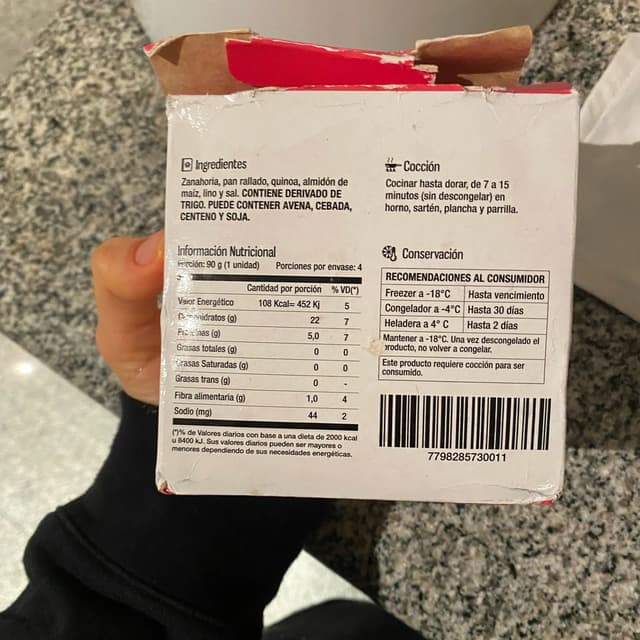 Ingredientes
Zanahoria, pan rallado, quinoa, almidón de
maíz, lino y sal. CONTIENE DERIVADO DE
TRIGO. PUEDE CONTENER AVENA, CEBADA,
CENTENO Y SOJA.
Cocción
Cocinar hasta dorar, de 7 a 15
minutos (sin descongelar) en
horno, sartén, plancha y parrilla.
Información Nutricional
Porción: 90 g (1 unidad) Porciones por envase: 4
Cantidad por porción % VD(*)
Valor Energético 108 Kcal= 452 Kj 5
Carbohidratos (g) 22 7
Proteínas (g) 5,0 7
Grasas totales (g) 0 0
Grasas Saturadas (g) 0 0
Grasas trans (g) 0 -
Fibra alimentaria (g) 1,0 4
Sodio (mg) 44 2
(*)% de Valores diarios con base a una dieta de 2000 kcal
u 8400 kJ. Sus valores diarios pueden ser mayores o
menores dependiendo de sus necesidades energéticas.
Conservación
RECOMENDACIONES AL CONSUMIDOR
Freezer a -18°C Hasta vencimiento
Congelador a -4°C Hasta 30 días
Heladera a 4° C Hasta 2 días
Mantener a -18°C. Una vez descongelado el
producto, no volver a congelar.
Este producto requiere cocción para ser
consumido.
7798285730011